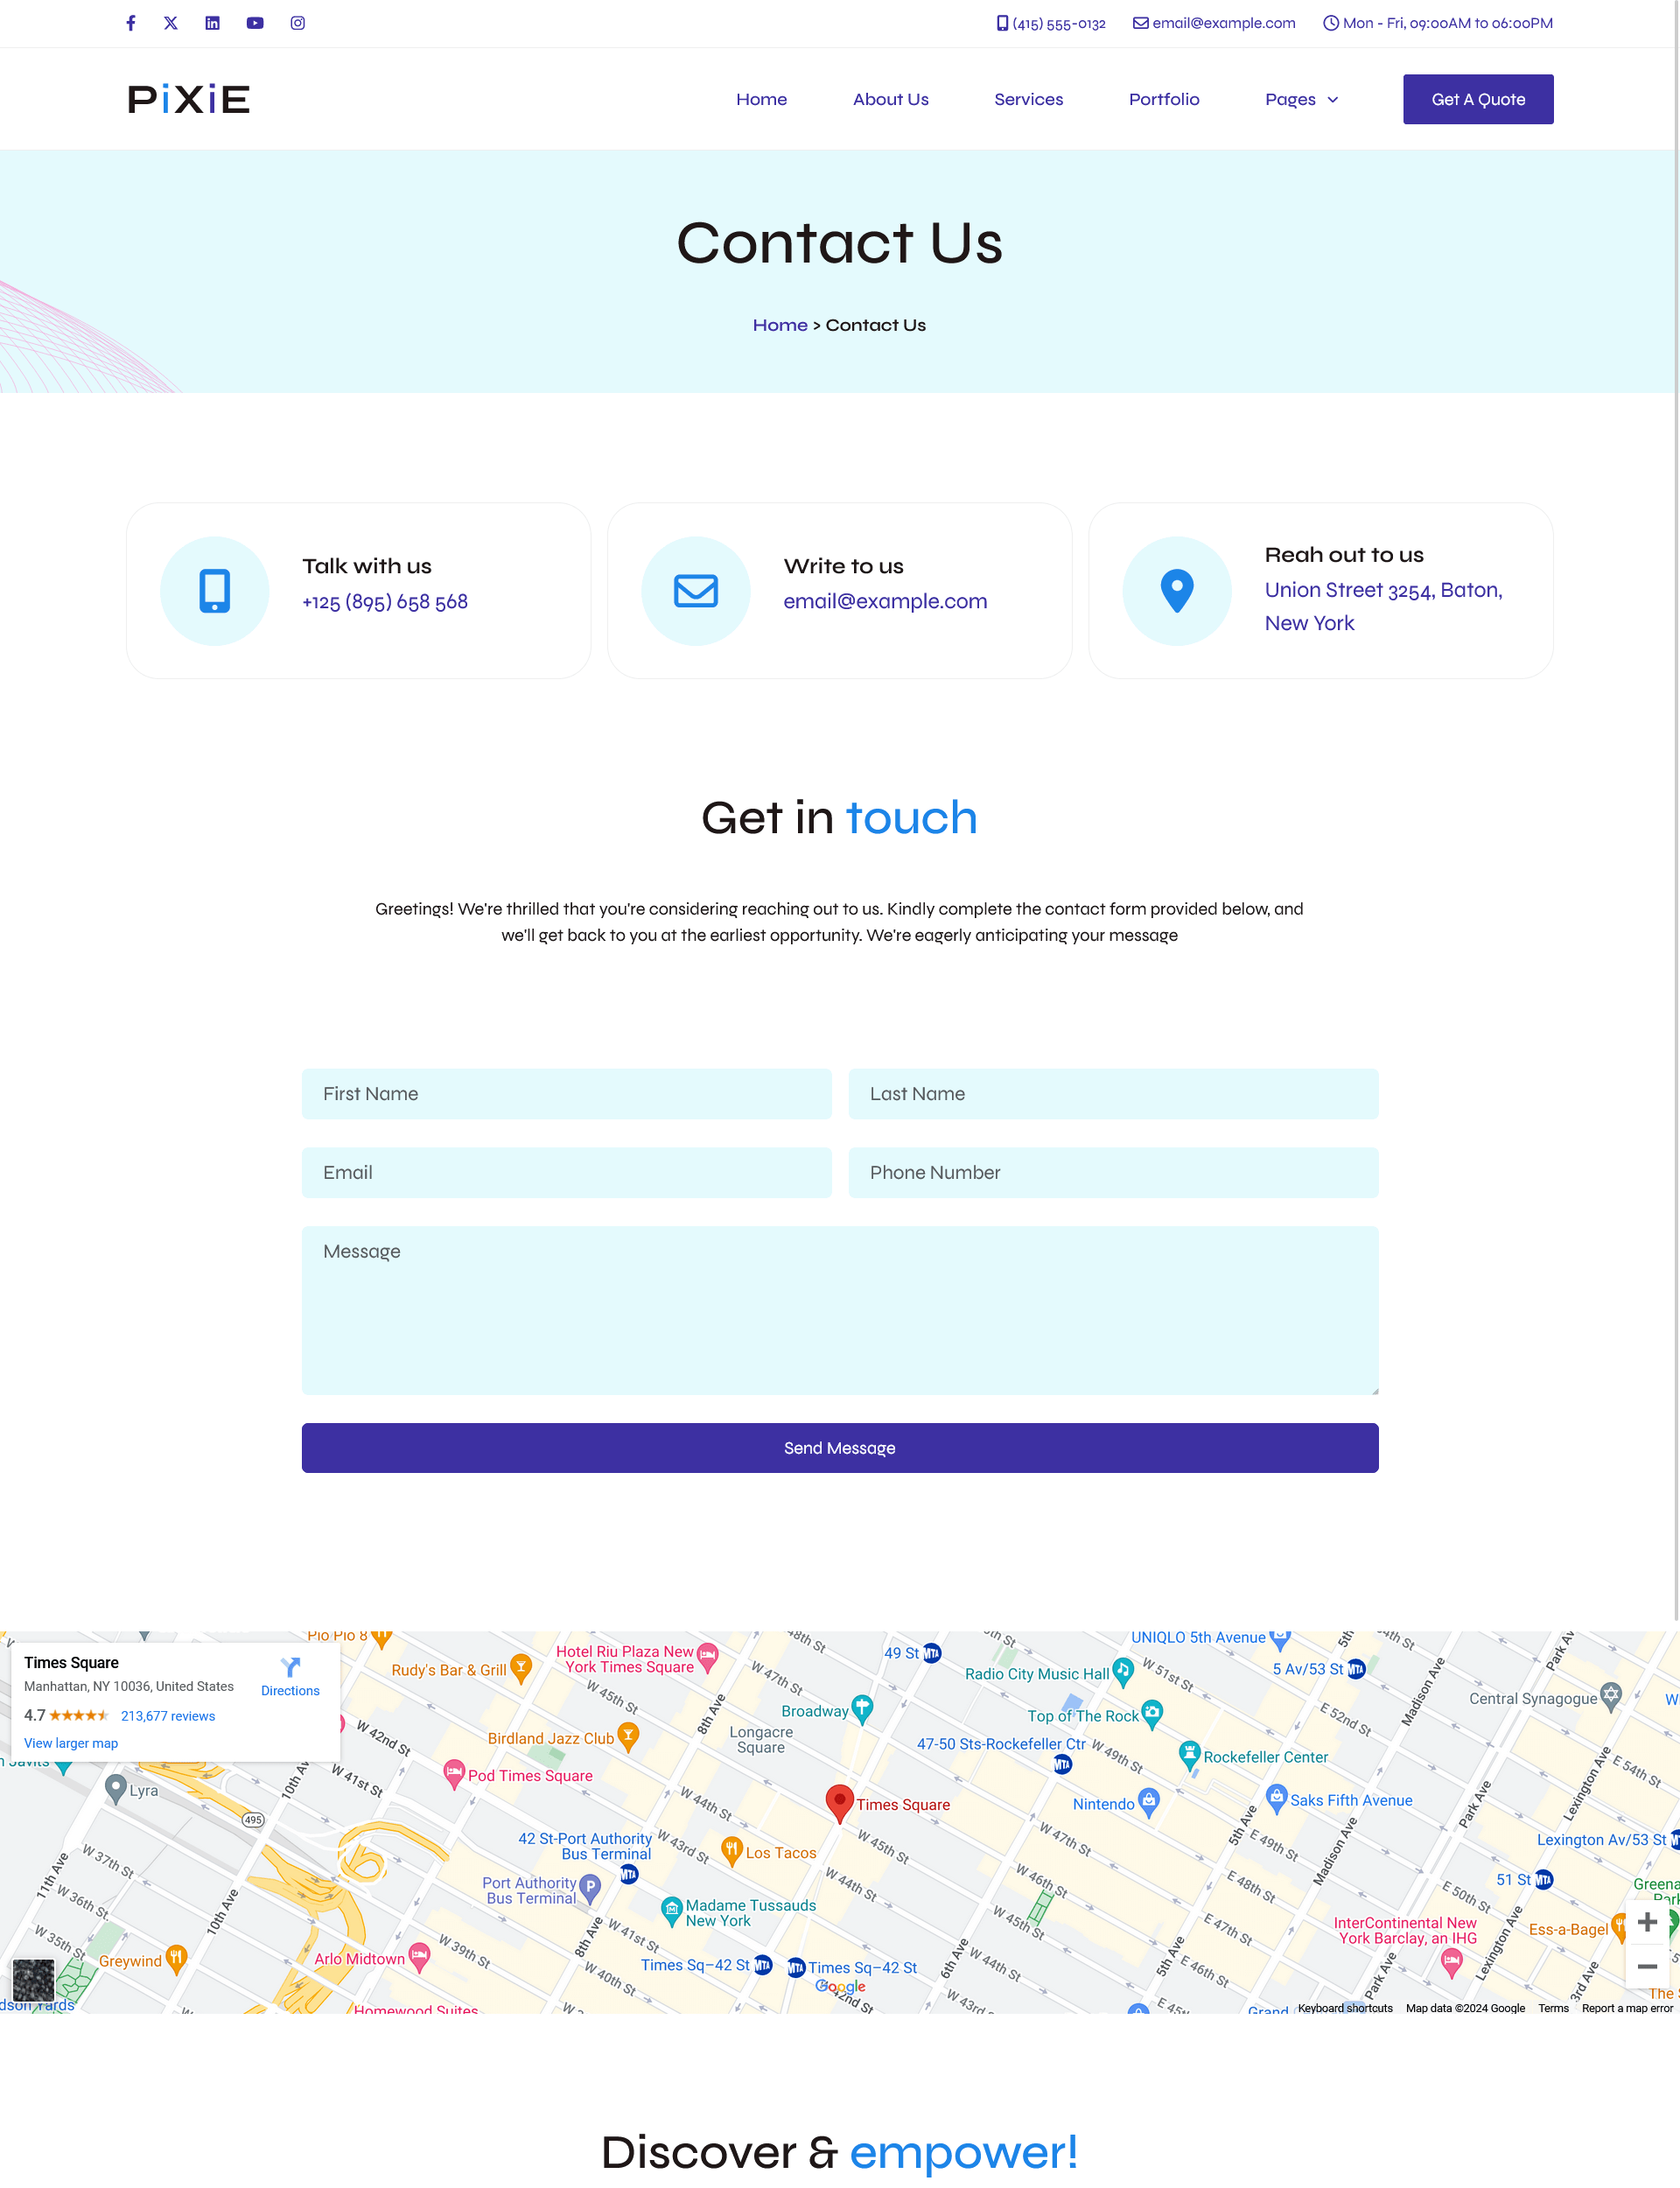 (415) 555-0132
email@example.com
Mon - Fri, 09:00AM to 06:00PM
PiXiE
Home
About Us
Services
Portfolio
Pages
Get A Quote
Contact Us
Home > Contact Us
Talk with us
+125 (895) 658 568
Write to us
email@example.com
Reah out to us
Union Street 3254, Baton,
New York
Get in touch
Greetings! We're thrilled that you're considering reaching out to us. Kindly complete the contact form provided below, and
we'll get back to you at the earliest opportunity. We're eagerly anticipating your message
First Name
Last Name
Email
Phone Number
Message
Send Message
Times Square
Manhattan, NY 10036, United States
Directions
4.7
213,677 reviews
View larger map
Pio Pio 8
Rudy's Bar & Grill
Hotel Riu Plaza New
York Times Square
W 45th St
W 47th St
48th St
49 St
MTA
Radio City Music Hall
UNIQLO 5th Avenue
W 51st St
5 Av/53 St
MTA
Madison Ave
Park Av
Central Synagogue
E 52nd St
8th Ave
Broadway
Longacre
Square
Top of The Rock
47-50 Sts-Rockefeller Ctr
MTA
W 49th St
Rockefeller Center
Birdland Jazz Club
W 42nd St
W 41st St
Pod Times Square
W 44th St
Times Square
Nintendo
Saks Fifth Avenue
Park Ave
Lexington Ave
E 54th St
Lyra
10th Av
495
42 St-Port Authority
Bus Terminal
MTA
W 43rd St
Los Tacos
W 45th St
W 47th St
5th Ave
E 49th St
Madison Ave
Lexington Av/53 St
11th Ave
W 37th St
W 36th St
W 35th St
10th Ave
Port Authority
Bus Terminal
P
Madame Tussauds
New York
W 44th St
W 46th St
W 45th St
E 48th St
E 47th St
E 46th St
51 St
MTA
E 50th St
InterContinental New
York Barclay, an IHG
Ess-a-Bagel
Greywind
Arlo Midtown
W 39th St
8th Ave
W 41st St
W 40th St
Times Sq–42 St
MTA
MTA
Times Sq–42 St
Google
42nd St
6th Ave
W 44th St
W 43rd St
5th Ave
E 45th
Park Ave
Lexington Ave
3rd Ave
Homewood Suites
Grand
Keyboard shortcuts
Map data ©2024 Google
Terms
Report a map error
Discover & empower!